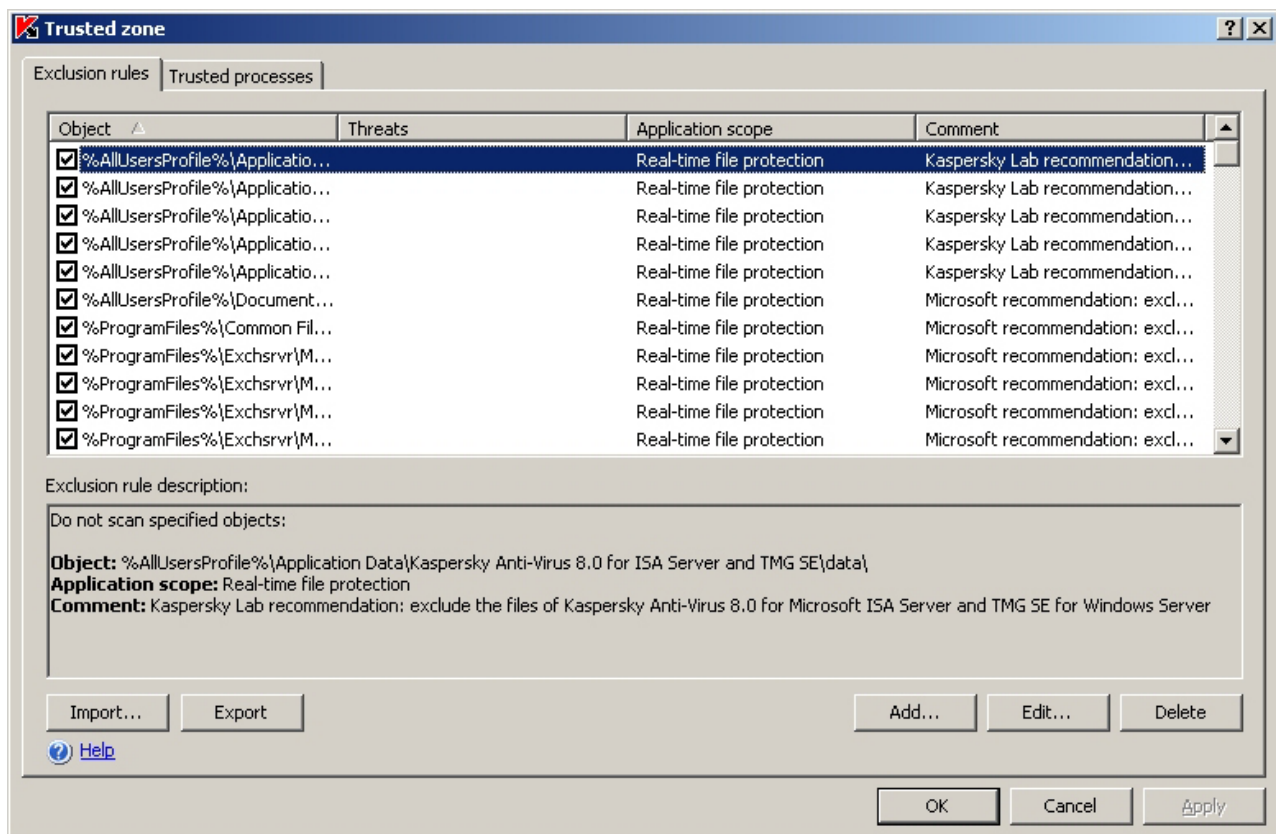 Trusted zone
Exclusion rules Trusted processes
Object Threats Application scope Comment
%AllUsersProfile%\Applicatio... Real-time file protection Kaspersky Lab recommendation...
%AllUsersProfile%\Applicatio... Real-time file protection Kaspersky Lab recommendation...
%AllUsersProfile%\Applicatio... Real-time file protection Kaspersky Lab recommendation...
%AllUsersProfile%\Applicatio... Real-time file protection Kaspersky Lab recommendation...
%AllUsersProfile%\Applicatio... Real-time file protection Kaspersky Lab recommendation...
%AllUsersProfile%\Document... Real-time file protection Microsoft recommendation: excl...
%ProgramFiles%\Common Fil... Real-time file protection Microsoft recommendation: excl...
%ProgramFiles%\Exchsrvr\M... Real-time file protection Microsoft recommendation: excl...
%ProgramFiles%\Exchsrvr\M... Real-time file protection Microsoft recommendation: excl...
%ProgramFiles%\Exchsrvr\M... Real-time file protection Microsoft recommendation: excl...
%ProgramFiles%\Exchsrvr\M... Real-time file protection Microsoft recommendation: excl...
Exclusion rule description:
Do not scan specified objects:
Object: %AllUsersProfile%\Application Data\Kaspersky Anti-Virus 8.0 for ISA Server and TMG SE\data\
Application scope: Real-time file protection
Comment: Kaspersky Lab recommendation: exclude the files of Kaspersky Anti-Virus 8.0 for Microsoft ISA Server and TMG SE for Windows Server
Import... Export Add... Edit... Delete
Help
OK Cancel Apply